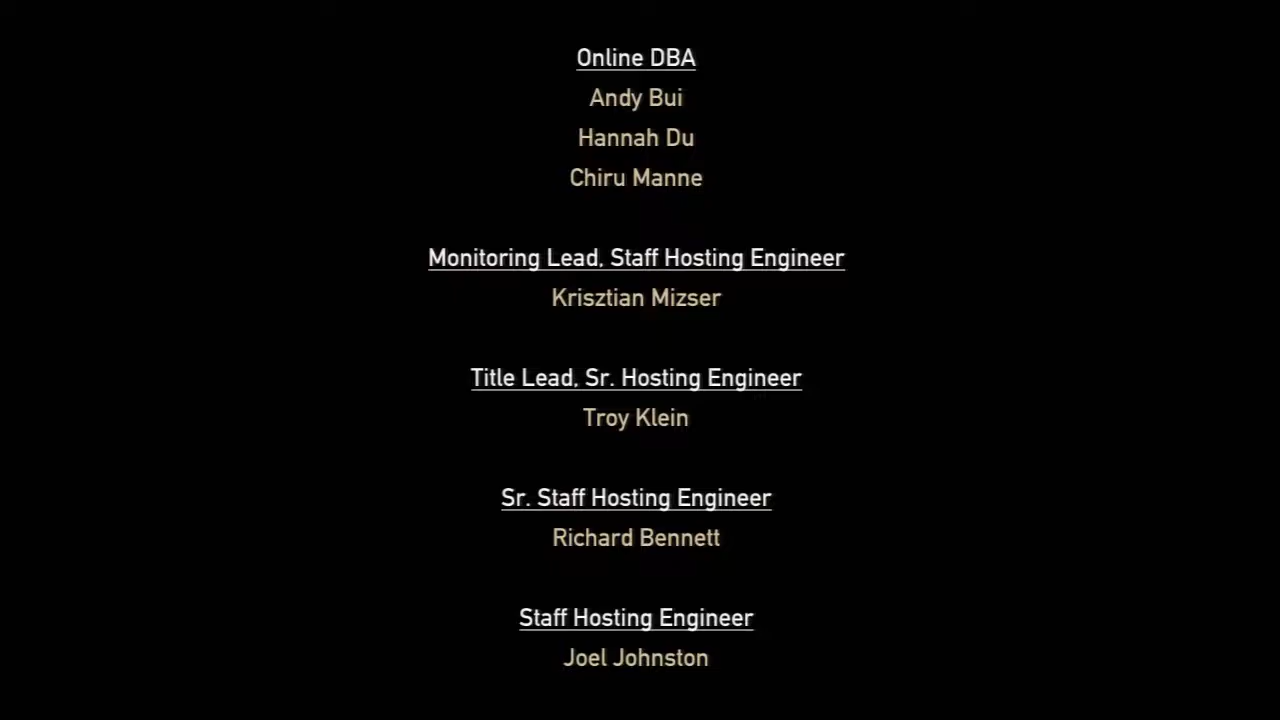 Online DBA
Andy Bui
Hannah Du
Chiru Manne
Monitoring Lead, Staff Hosting Engineer
Krisztian Mizser
Title Lead, Sr. Hosting Engineer
Troy Klein
Sr. Staff Hosting Engineer
Richard Bennett
Staff Hosting Engineer
Joel Johnston